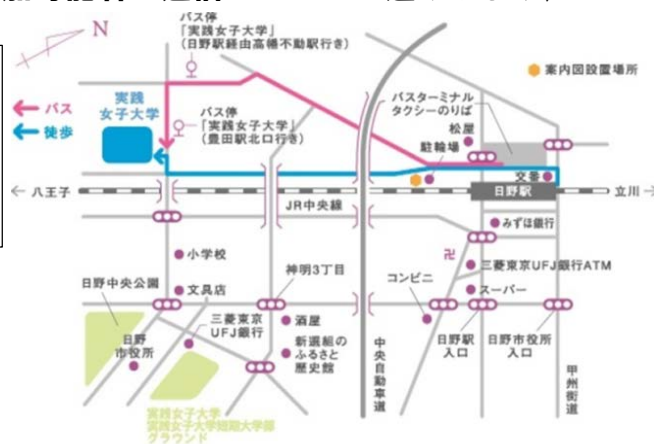 バス停
「実践女子大学」
(日野駅経由高幡不動駅行き)
N
案内図設置場所
バス
徒歩
実践
女子大学
バス停
「実践女子大学」
(豊田駅北口行き)
バスターミナル
タクシーのりば
松屋
駐輪場
交番
八王子
日野駅
立川
JR中央線
みずほ銀行
小学校
三菱東京UFJ銀行ATM
神明3丁目
コンビニ
スーパー
日野中央公園
文具店
日野
市役所
三菱東京
UFJ銀行
酒屋
新選組の
ふるさと
歴史館
中央自動車道
日野駅
入口
日野市役所
入口
甲州街道
実践女子大学
実践女子大学短期大学部
グラウンド